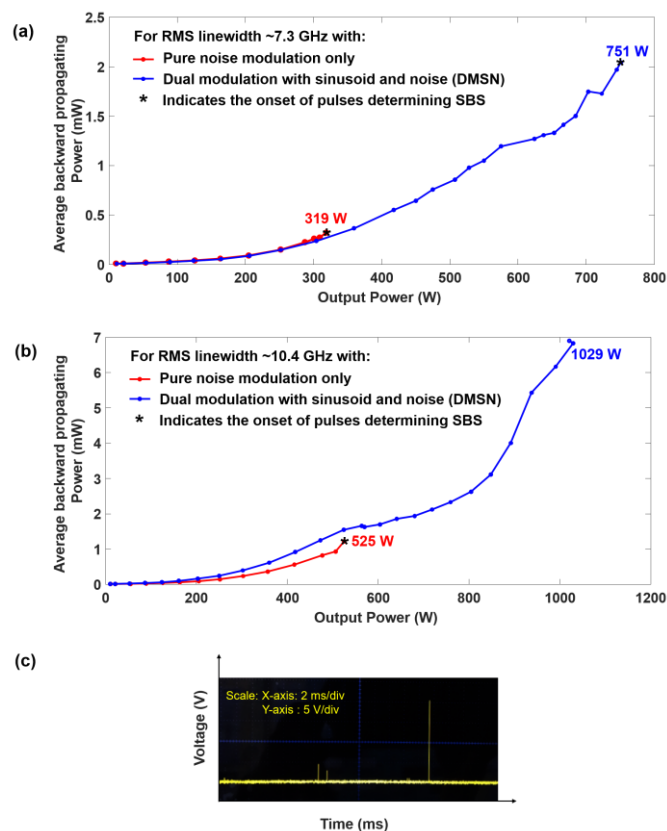 (a)
For RMS linewidth ~7.3 GHz with:
Pure noise modulation only
Dual modulation with sinusoid and noise (DMSN)
* Indicates the onset of pulses determining SBS
751 W
319 W
Average backward propagating
Power (mW)
2.5
2
1.5
1
0.5
0
0 100 200 300 400 500 600 700 800
Output Power (W)
(b)
For RMS linewidth ~10.4 GHz with:
Pure noise modulation only
Dual modulation with sinusoid and noise (DMSN)
* Indicates the onset of pulses determining SBS
1029 W
525 W
Average backward propagating
Power (mW)
7
6
5
4
3
2
1
0
0 200 400 600 800 1000 1200
Output Power (W)
(c)
Scale: X-axis: 2 ms/div
Y-axis : 5 V/div
Voltage (V)
Time (ms)